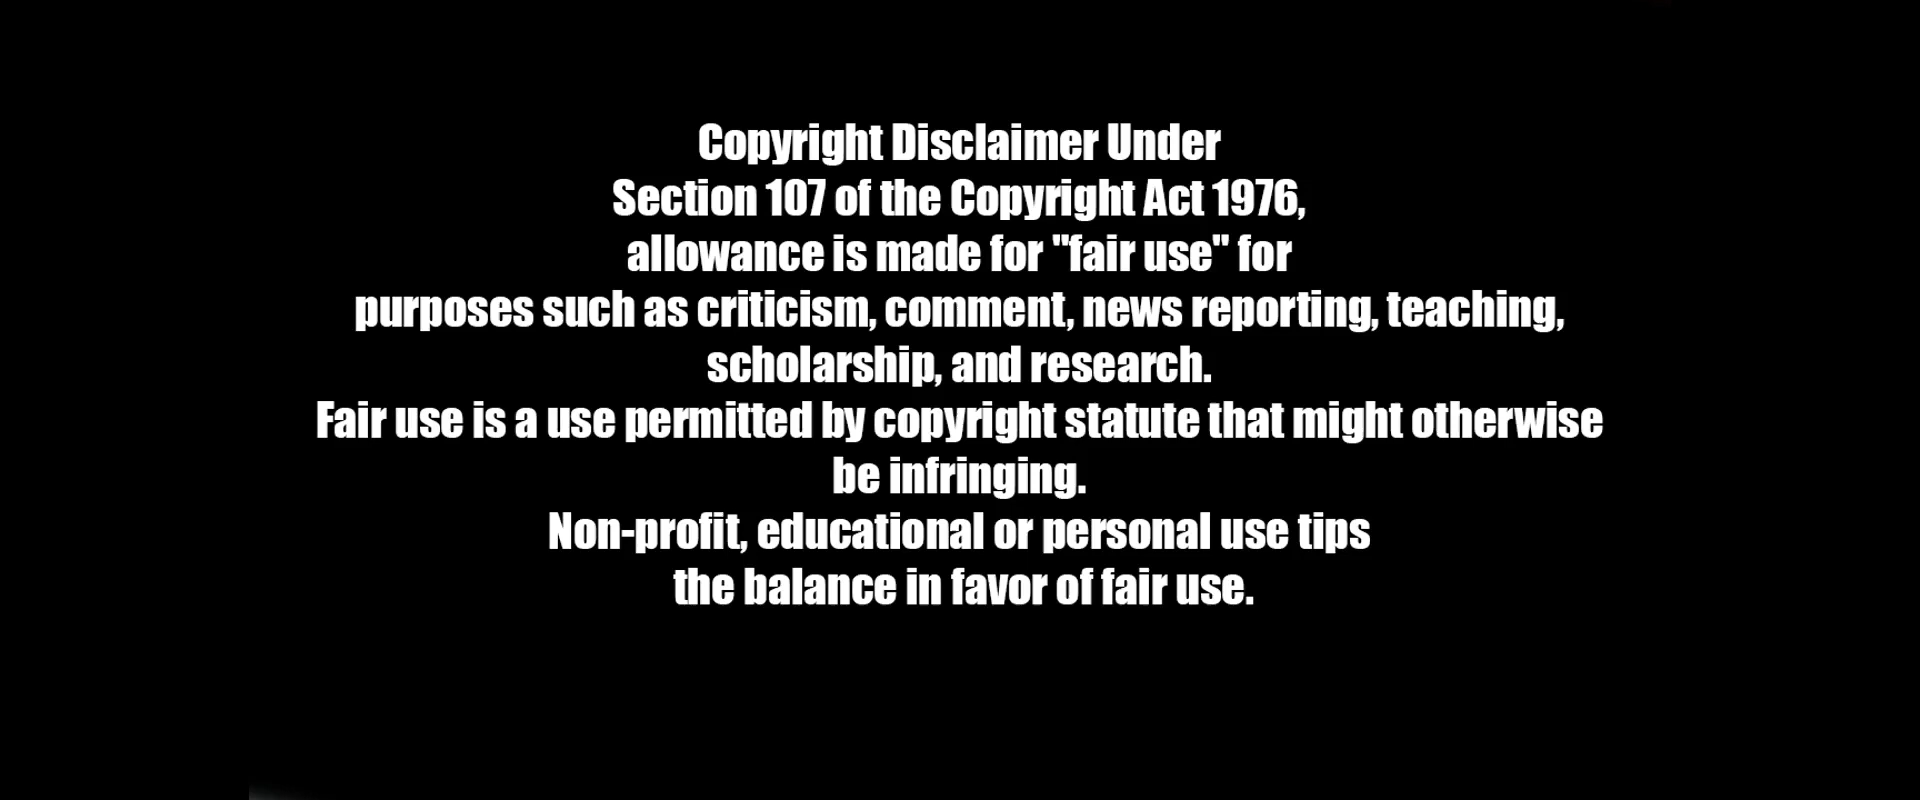 Copyright Disclaimer Under
Section 107 of the Copyright Act 1976,
allowance is made for "fair use" for
purposes such as criticism, comment, news reporting, teaching,
scholarship, and research.
Fair use is a use permitted by copyright statute that might otherwise
be infringing.
Non-profit, educational or personal use tips
the balance in favor of fair use.